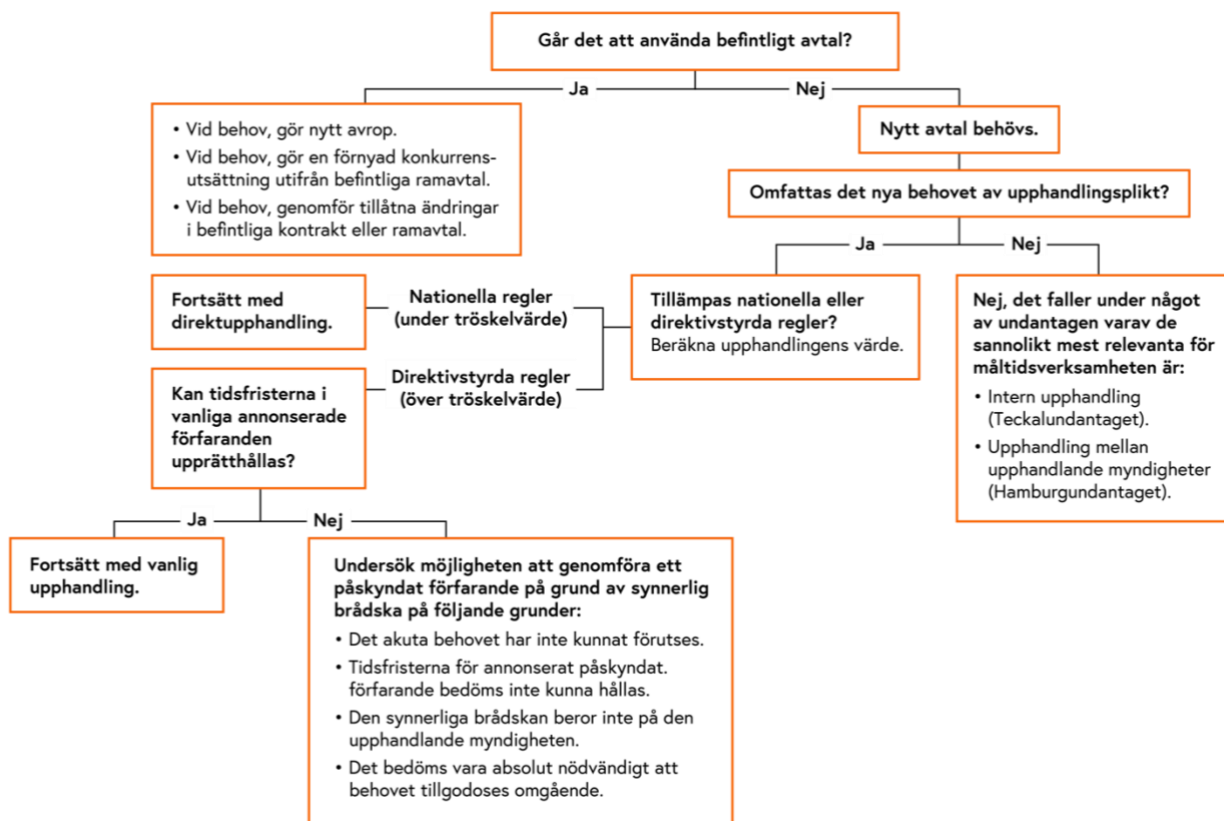 Går det att använda befintligt avtal?
Ja
Nej
• Vid behov, gör nytt avrop.
• Vid behov, gör en förnyad konkurrens-
utsättning utifrån befintliga ramavtal.
• Vid behov, genomför tillåtna ändringar
i befintliga kontrakt eller ramavtal.
Nytt avtal behövs.
Omfattas det nya behovet av upphandlingsplikt?
Ja
Nej
Fortsätt med
direktupphandling.
Nationella regler
(under tröskelvärde)
Tillämpas nationella eller
direktivstyrda regler?
Beräkna upphandlingens värde.
Nej, det faller under något
av undantagen varav de
sannolikt mest relevanta för
måltidsverksamheten är:
• Intern upphandling
(Teckalundantaget).
• Upphandling mellan
upphandlande myndigheter
(Hamburgundantaget).
Direktivstyrda regler
(över tröskelvärde)
Kan tidsfristerna i
vanliga annonserade
förfaranden
upprätthållas?
Ja
Nej
Fortsätt med vanlig
upphandling.
Undersök möjligheten att genomföra ett
påskyndat förfarande på grund av synnerlig
brådska på följande grunder:
• Det akuta behovet har inte kunnat förutses.
• Tidsfristerna för annonserat påskyndat.
förfarande bedöms inte kunna hållas.
• Den synnerliga brådskan beror inte på den
upphandlande myndigheten.
• Det bedöms vara absolut nödvändigt att
behovet tillgodoses omgående.